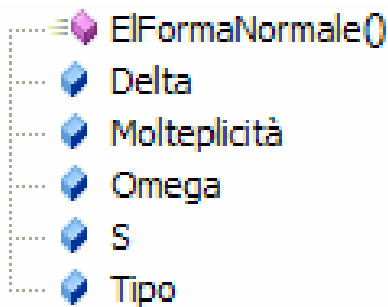 ElFormaNormale()
Delta
Molteplicità
Omega
S
Tipo